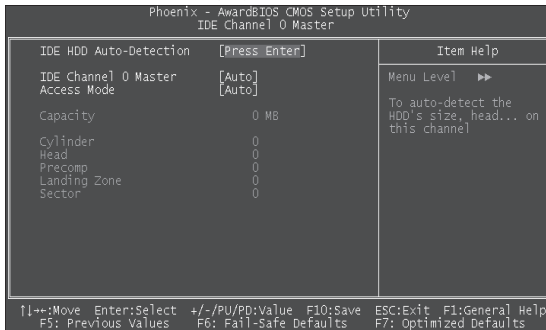 Phoenix - AwardBIOS CMOS Setup Utility
IDE Channel 0 Master
IDE HDD Auto-Detection [Press Enter]
IDE Channel 0 Master [Auto]
Access Mode [Auto]
Capacity 0 MB
Cylinder 0
Head 0
Precomp 0
Landing Zone 0
Sector 0
Item Help
Menu Level ▶▶
To auto-detect the
HDD's size, head... on
this channel
↑↓→←:Move Enter:Select +/-/PU/PD:Value F10:Save ESC:Exit F1:General Help
F5: Previous Values F6: Fail-Safe Defaults F7: Optimized Defaults